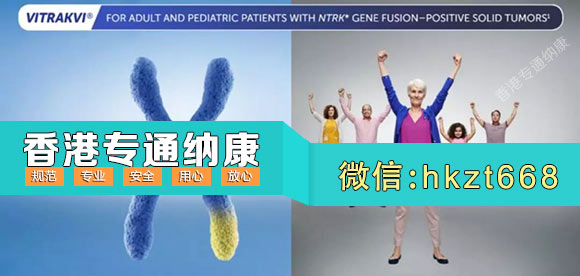 VITRAKVI® FOR ADULT AND PEDIATRIC PATIENTS WITH NTRK* GENE FUSION–POSITIVE SOLID TUMORS¹
香港专通纳康
香港专通纳康
规范 专业 安全 用心 放心
微信:hkzt668